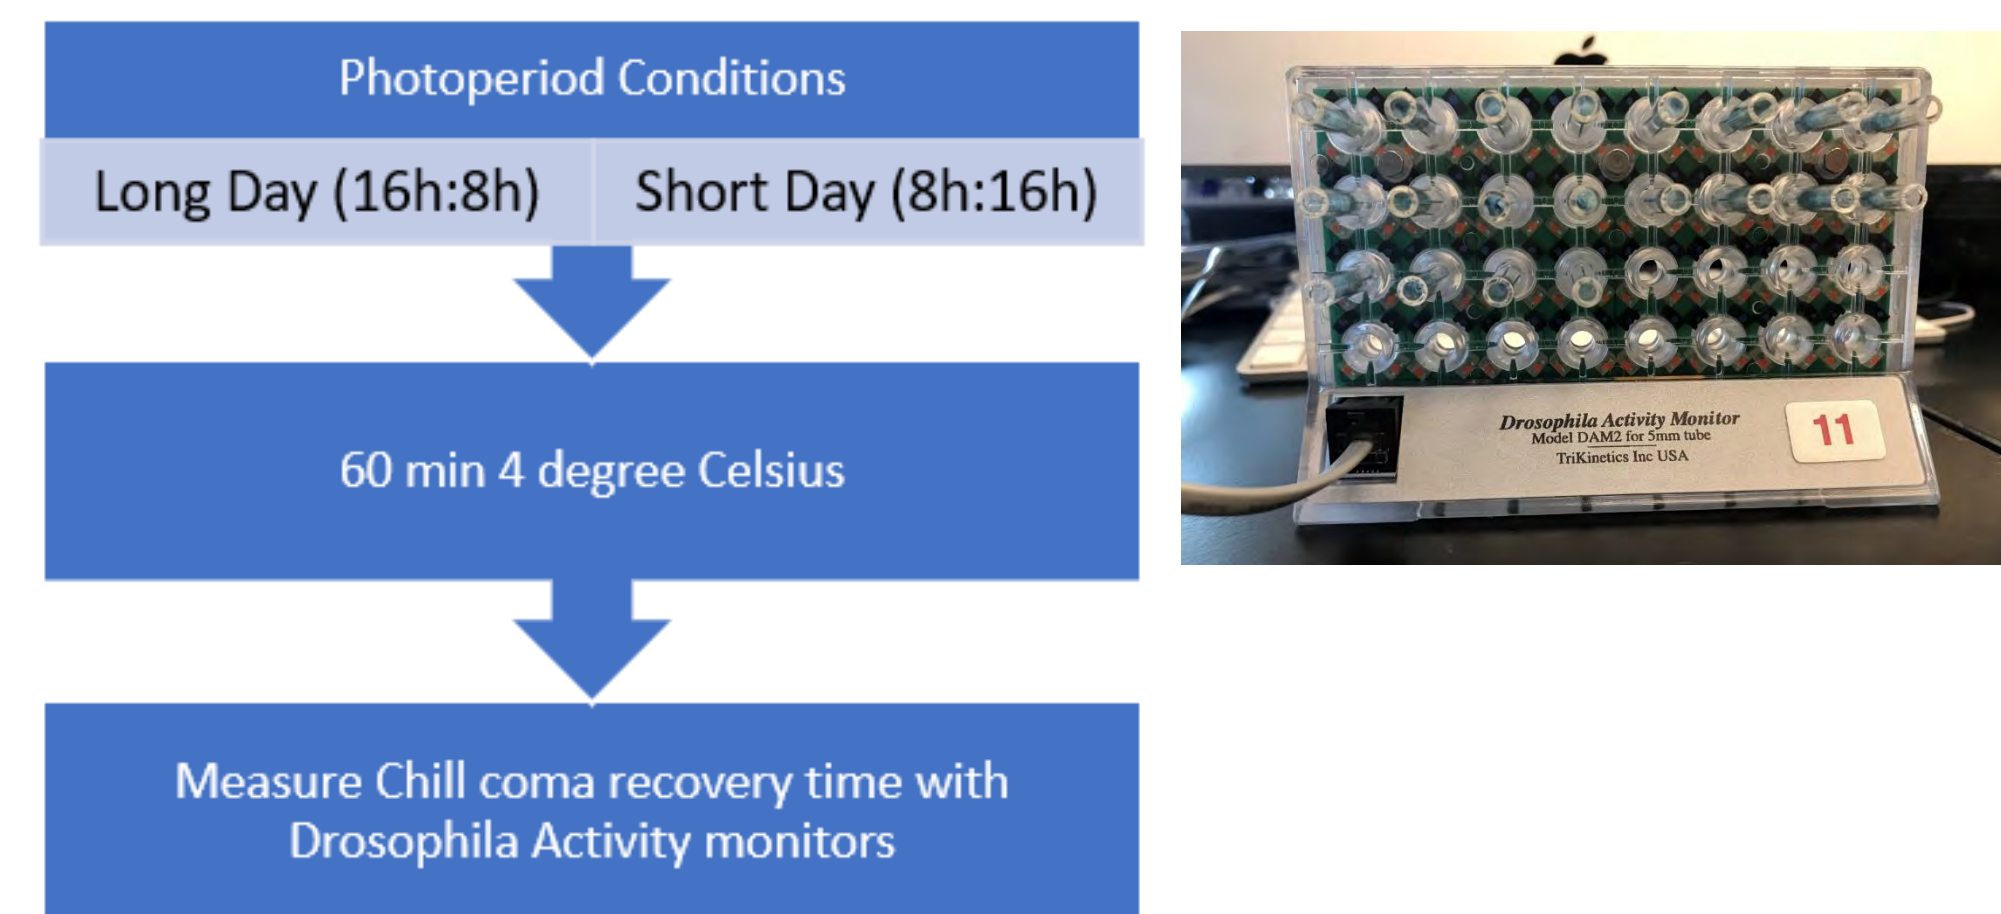 Photoperiod Conditions
Long Day (16h:8h)
Short Day (8h:16h)
60 min 4 degree Celsius
Measure Chill coma recovery time with
Drosophila Activity monitors
Drosophila Activity Monitor
Model DAM2 for 5mm tube
TriKinetics Inc USA
11